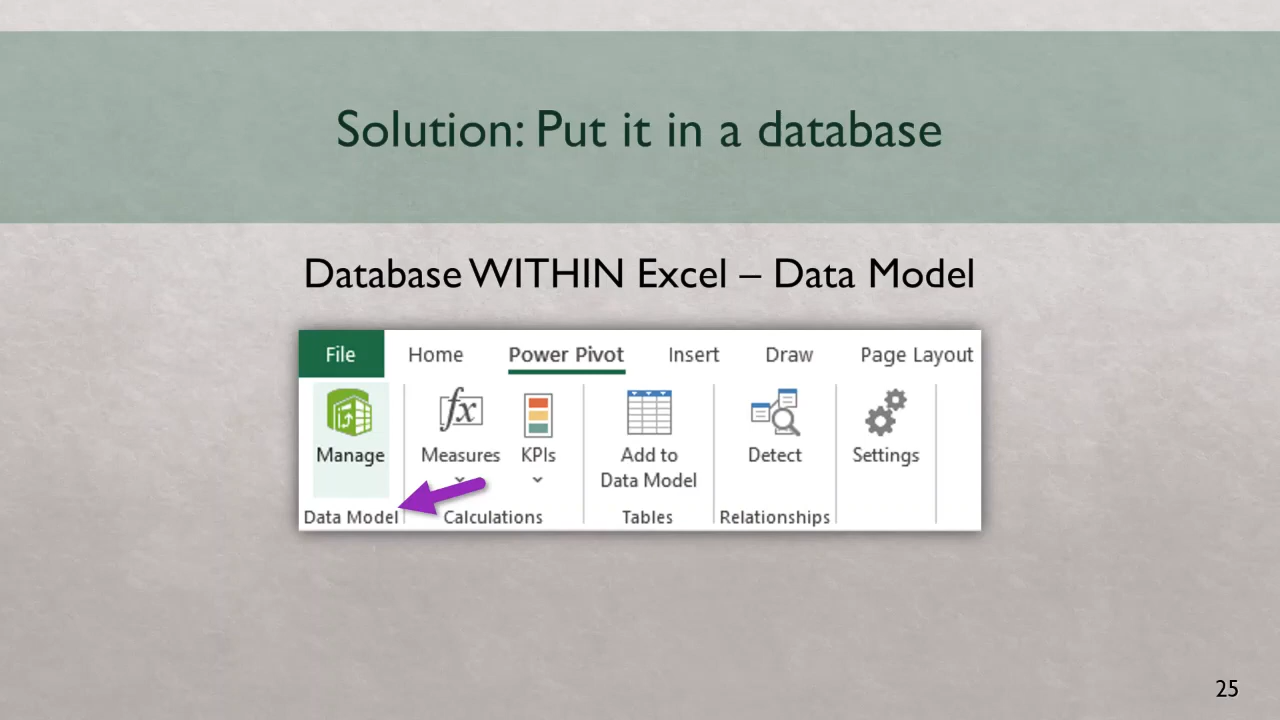 Solution: Put it in a database
Database WITHIN Excel – Data Model
File Home Power Pivot Insert Draw Page Layout
fx
Manage Measures KPIs Add to Data Model Detect Settings
Data Model Calculations Tables Relationships
25